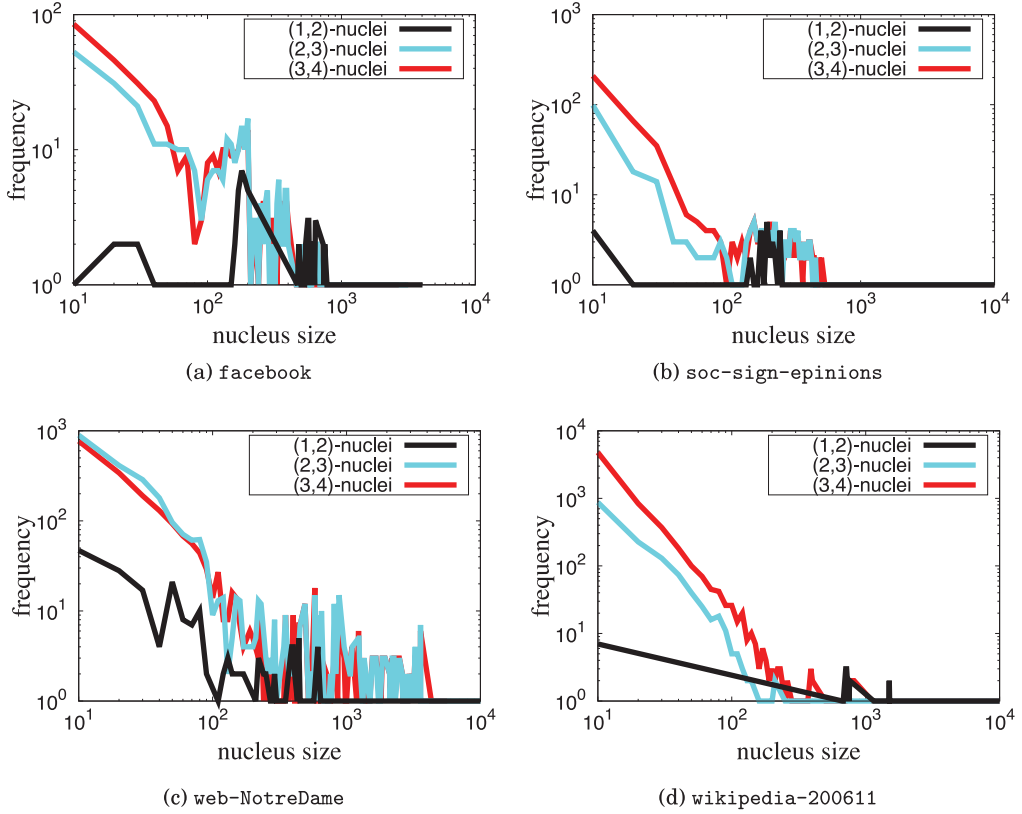 (1,2)-nuclei
(2,3)-nuclei
(3,4)-nuclei
frequency
10^2
10^1
10^0
10^1 10^2 10^3 10^4
nucleus size
(a) facebook
(1,2)-nuclei
(2,3)-nuclei
(3,4)-nuclei
frequency
10^3
10^2
10^1
10^0
10^1 10^2 10^3 10^4
nucleus size
(b) soc-sign-epinions
(1,2)-nuclei
(2,3)-nuclei
(3,4)-nuclei
frequency
10^3
10^2
10^1
10^0
10^1 10^2 10^3 10^4
nucleus size
(c) web-NotreDame
(1,2)-nuclei
(2,3)-nuclei
(3,4)-nuclei
frequency
10^4
10^3
10^2
10^1
10^0
10^1 10^2 10^3 10^4
nucleus size
(d) wikipedia-200611